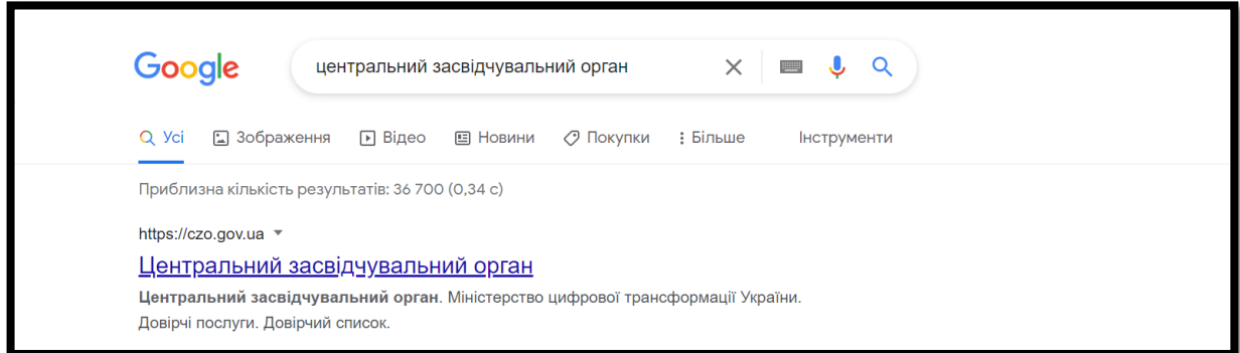 Google
центральний засвідчувальний орган
Усі Зображення Відео Новини Покупки Більше Інструменти
Приблизна кількість результатів: 36 700 (0,34 с)
https://czo.gov.ua
Центральний засвідчувальний орган
Центральний засвідчувальний орган. Міністерство цифрової трансформації України.
Довірчі послуги. Довірчий список.